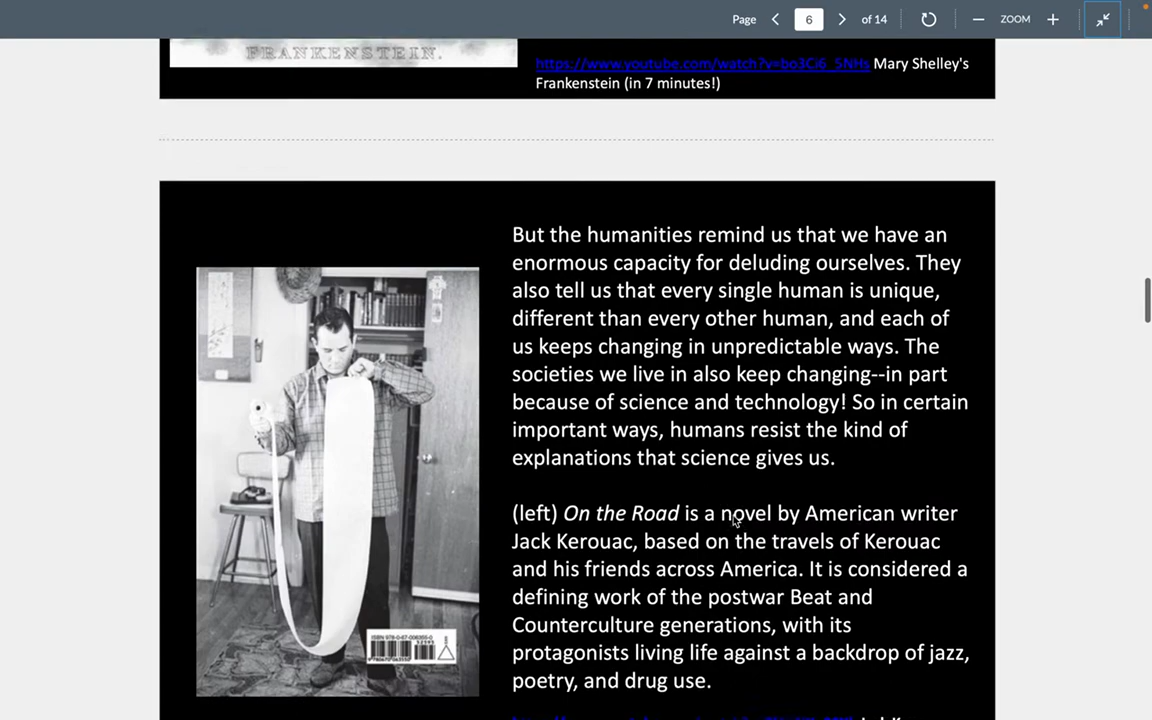 Page 6 of 14 ZOOM
FRANKENSTEIN.
https://www.youtube.com/watch?v=bo3Ci6_5NHs Mary Shelley's
Frankenstein (in 7 minutes!)
But the humanities remind us that we have an
enormous capacity for deluding ourselves. They
also tell us that every single human is unique,
different than every other human, and each of
us keeps changing in unpredictable ways. The
societies we live in also keep changing--in part
because of science and technology! So in certain
important ways, humans resist the kind of
explanations that science gives us.
(left) On the Road is a novel by American writer
Jack Kerouac, based on the travels of Kerouac
and his friends across America. It is considered a
defining work of the postwar Beat and
Counterculture generations, with its
protagonists living life against a backdrop of jazz,
poetry, and drug use.